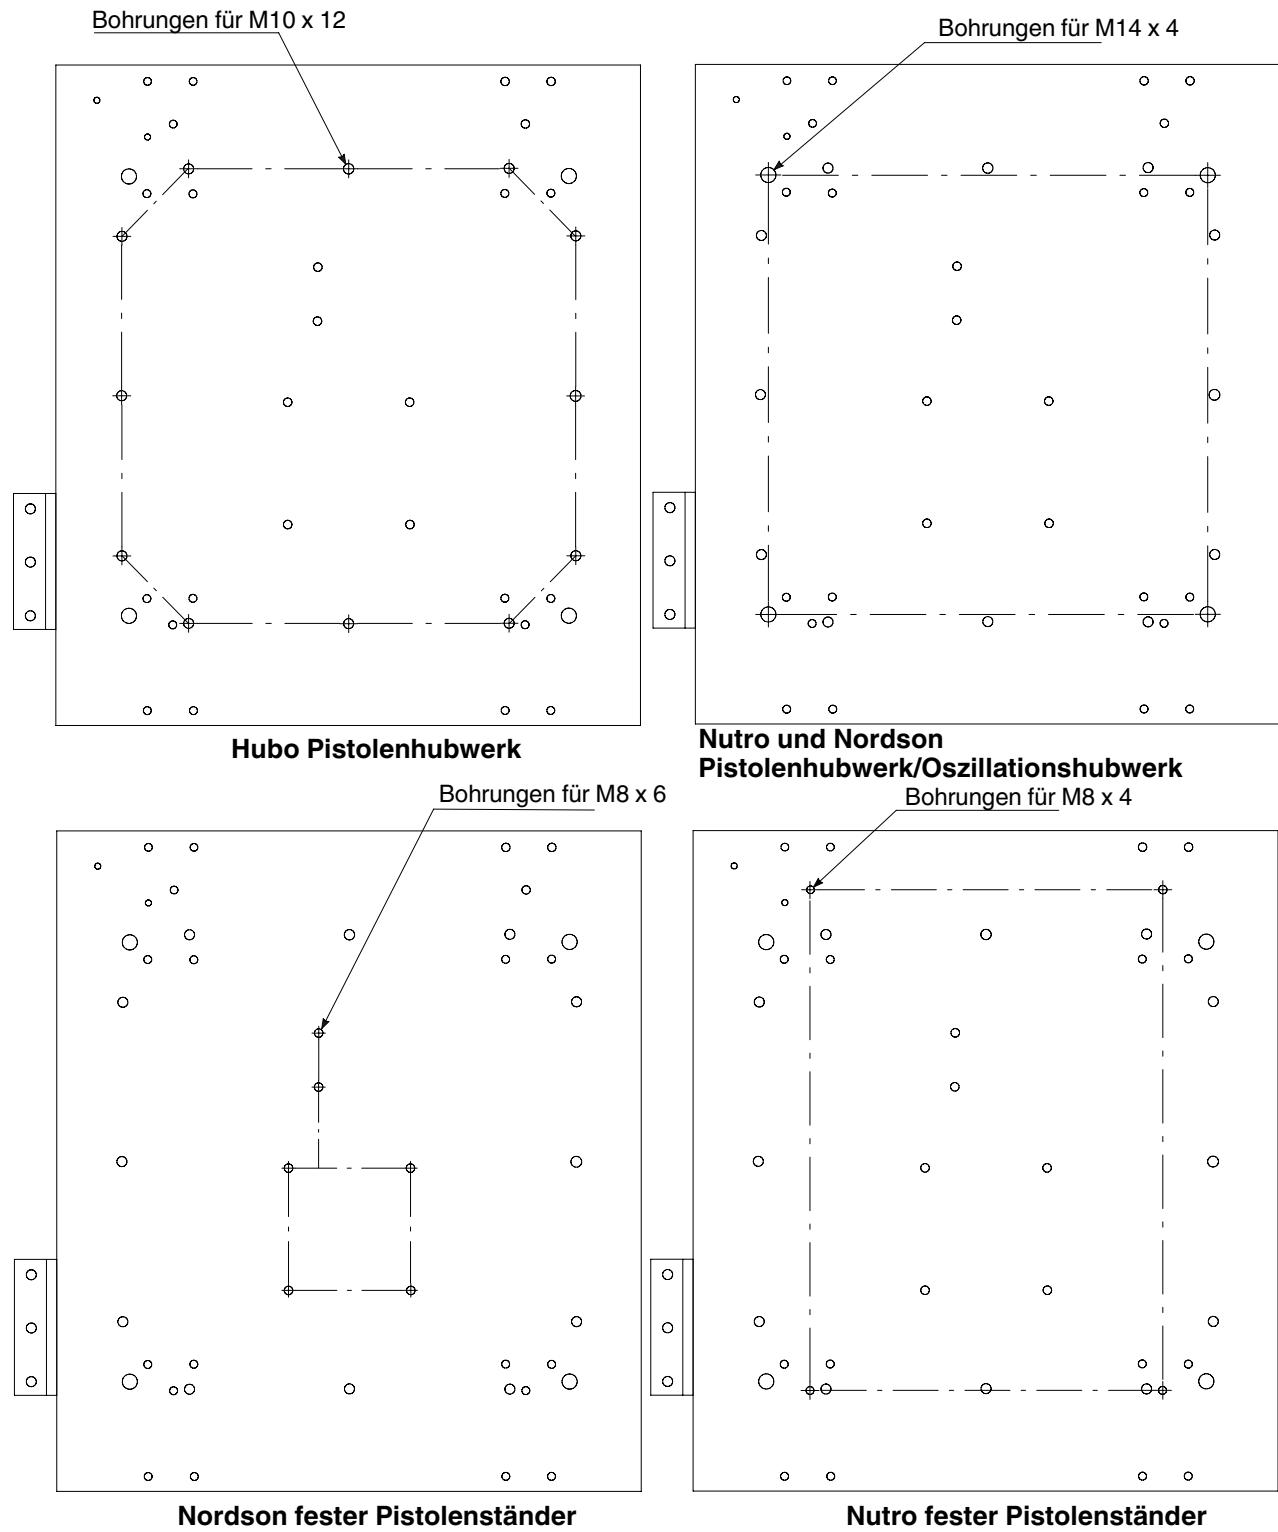 Bohrungen für M10 x 12
Bohrungen für M14 x 4
Hubo Pistolenhubwerk
Nutro und Nordson
Pistolenhubwerk/Oszillationshubwerk
Bohrungen für M8 x 6
Bohrungen für M8 x 4
Nordson fester Pistolenständer
Nutro fester Pistolenständer